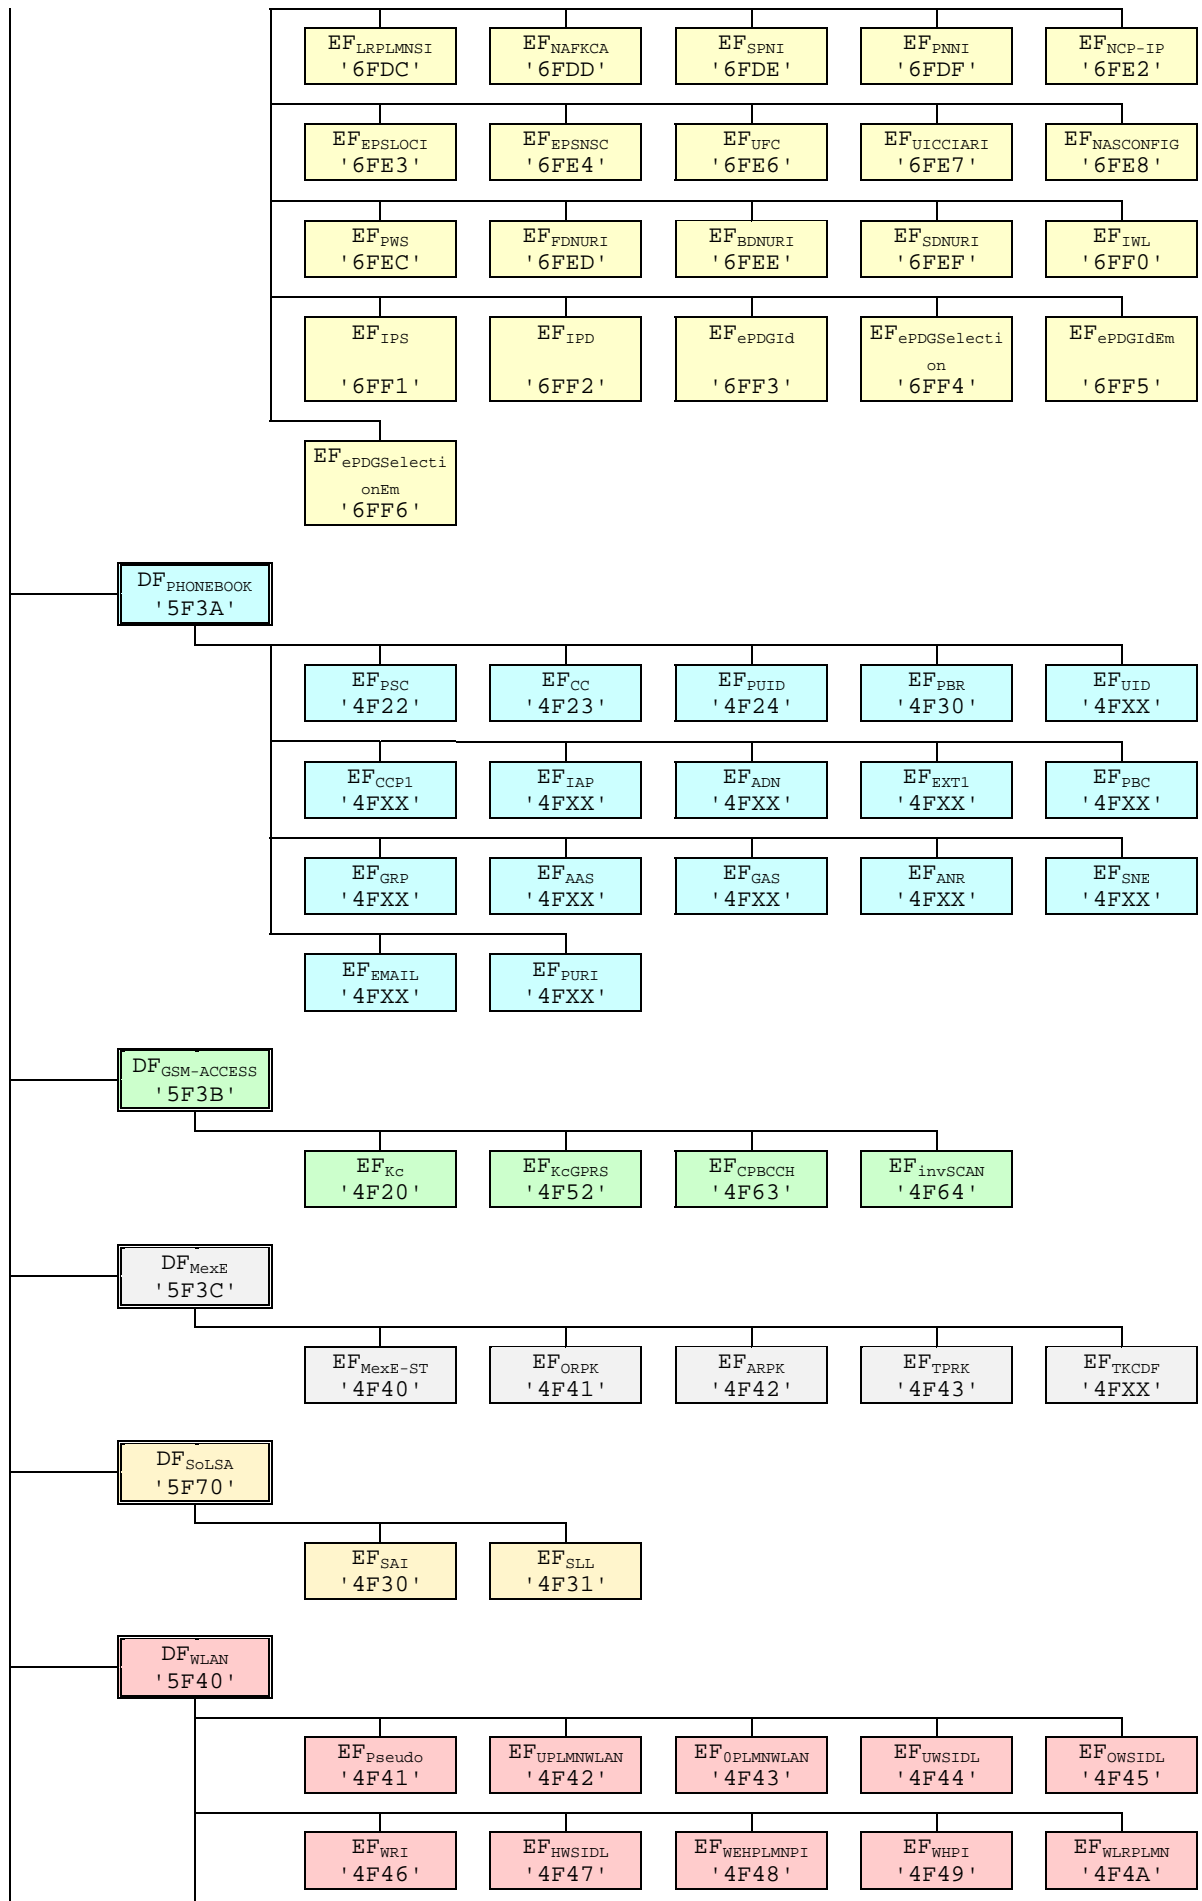 EFLRPLMNSI EFNAFKCA EFSPNI EFPNNI EFNCP-IP
'6FDC' '6FDD' '6FDE' '6FDF' '6FE2'
EFEPSLOCI EFEPSNSC EFUFC EFUICCIARI EFNASCONFIG
'6FE3' '6FE4' '6FE6' '6FE7' '6FE8'
EFPWS EFFDNURI EFBDNURI EFSDNURI EFIWL
'6FEC' '6FED' '6FEE' '6FEF' '6FF0'
EFIPS EFIPD EFePDGId EFePDGSelecti EFePDGIdEm
on
'6FF1' '6FF2' '6FF3' '6FF4' '6FF5'
EFePDGSelecti
onEm
'6FF6'
DFPHONEBOOK
'5F3A'
EFPSC EFCC EFPUID EFPBR EFUID
'4F22' '4F23' '4F24' '4F30' '4FXX'
EFCCP1 EFIAP EFADN EFEXT1 EFPBC
'4FXX' '4FXX' '4FXX' '4FXX' '4FXX'
EFGRP EFAAS EFGAS EFANR EFSNE
'4FXX' '4FXX' '4FXX' '4FXX' '4FXX'
EFEMAIL EFPURI
'4FXX' '4FXX'
DFGSM-ACCESS
'5F3B'
EFKc EFKcGPRS EFCPBCCH EFinvSCAN
'4F20' '4F52' '4F63' '4F64'
DFMexE
'5F3C'
EFMexE-ST EFORPK EFARPK EFTPRK EFTKCDF
'4F40' '4F41' '4F42' '4F43' '4FXX'
DFSoLSA
'5F70'
EFSAI EFSLL
'4F30' '4F31'
DFWLAN
'5F40'
EFPseudo EFUPLMNWLAN EF0PLMNWLAN EFUWSIDL EFOWSIDL
'4F41' '4F42' '4F43' '4F44' '4F45'
EFWRI EFHWSIDL EFWEHPLMNPI EFWHPI EFWLRPLMN
'4F46' '4F47' '4F48' '4F49' '4F4A'